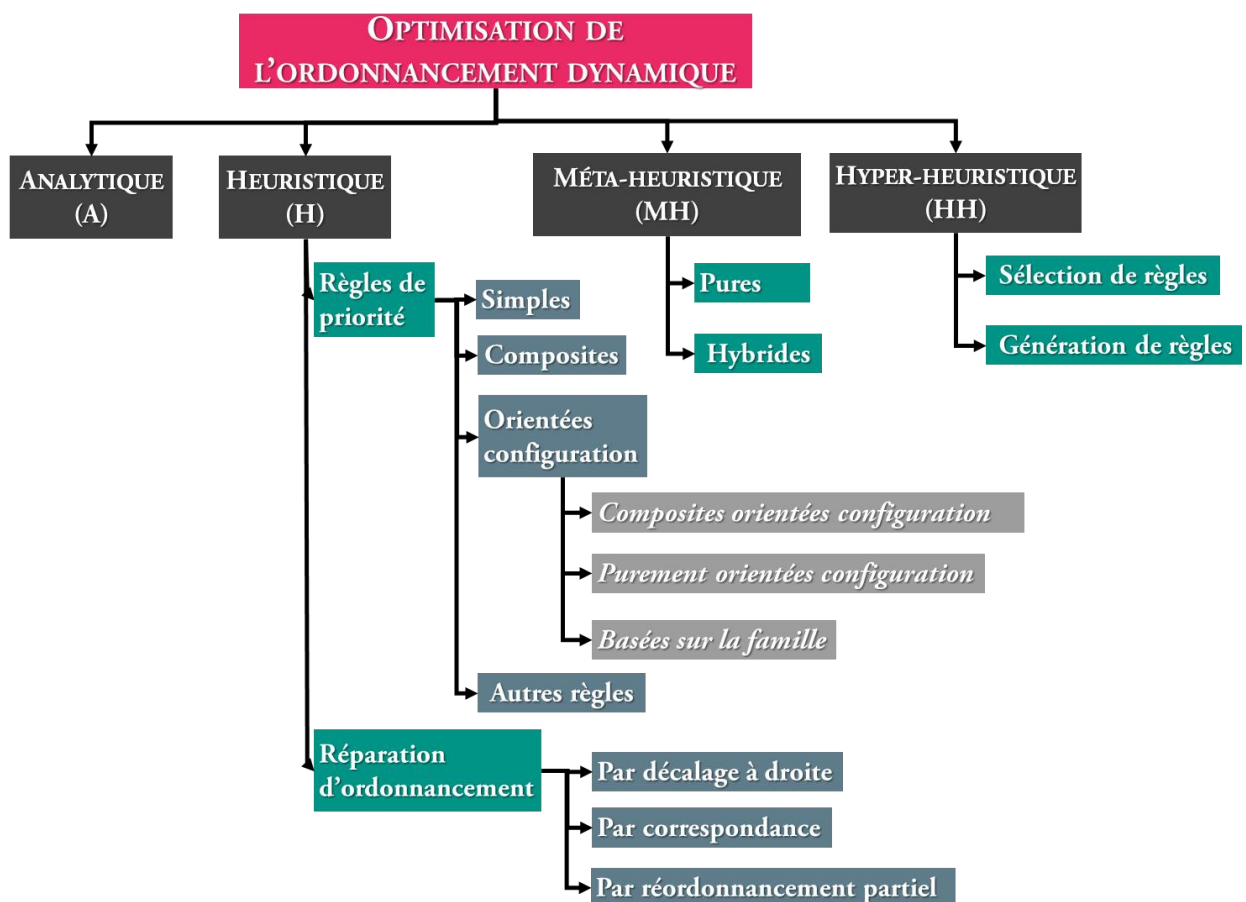 OPTIMISATION DE
L'ORDONNANCEMENT DYNAMIQUE
ANALYTIQUE
(A)
HEURISTIQUE
(H)
MÉTA-HEURISTIQUE
(MH)
HYPER-HEURISTIQUE
(HH)
Règles de
priorité
Simples
Composites
Orientées
configuration
Composites orientées configuration
Purement orientées configuration
Basées sur la famille
Autres règles
Réparation
d'ordonnancement
Par décalage à droite
Par correspondance
Par réordonnancement partiel
Pures
Hybrides
Sélection de règles
Génération de règles